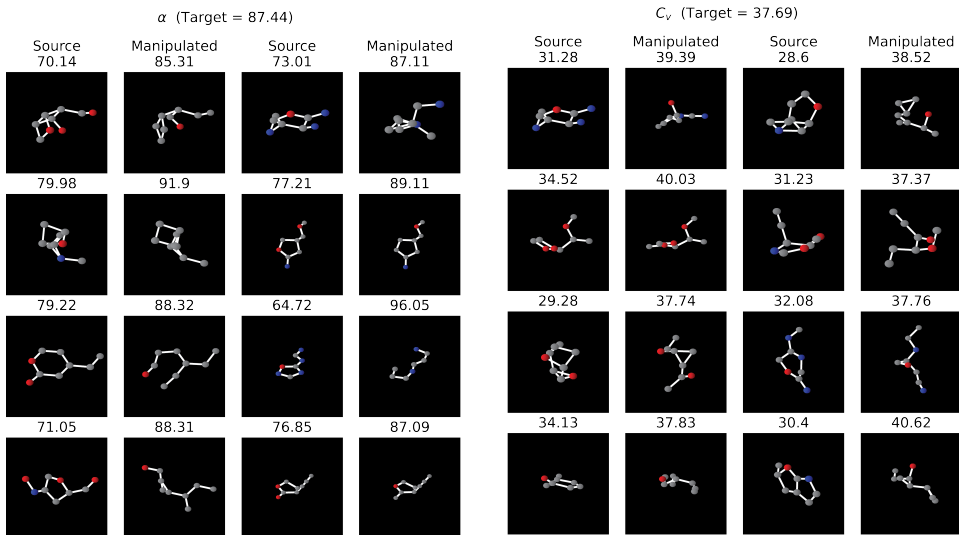 α (Target = 87.44)
Source Manipulated Source Manipulated
70.14 85.31 73.01 87.11
79.98 91.9 77.21 89.11
79.22 88.32 64.72 96.05
71.05 88.31 76.85 87.09
C_v (Target = 37.69)
Source Manipulated Source Manipulated
31.28 39.39 28.6 38.52
34.52 40.03 31.23 37.37
29.28 37.74 32.08 37.76
34.13 37.83 30.4 40.62